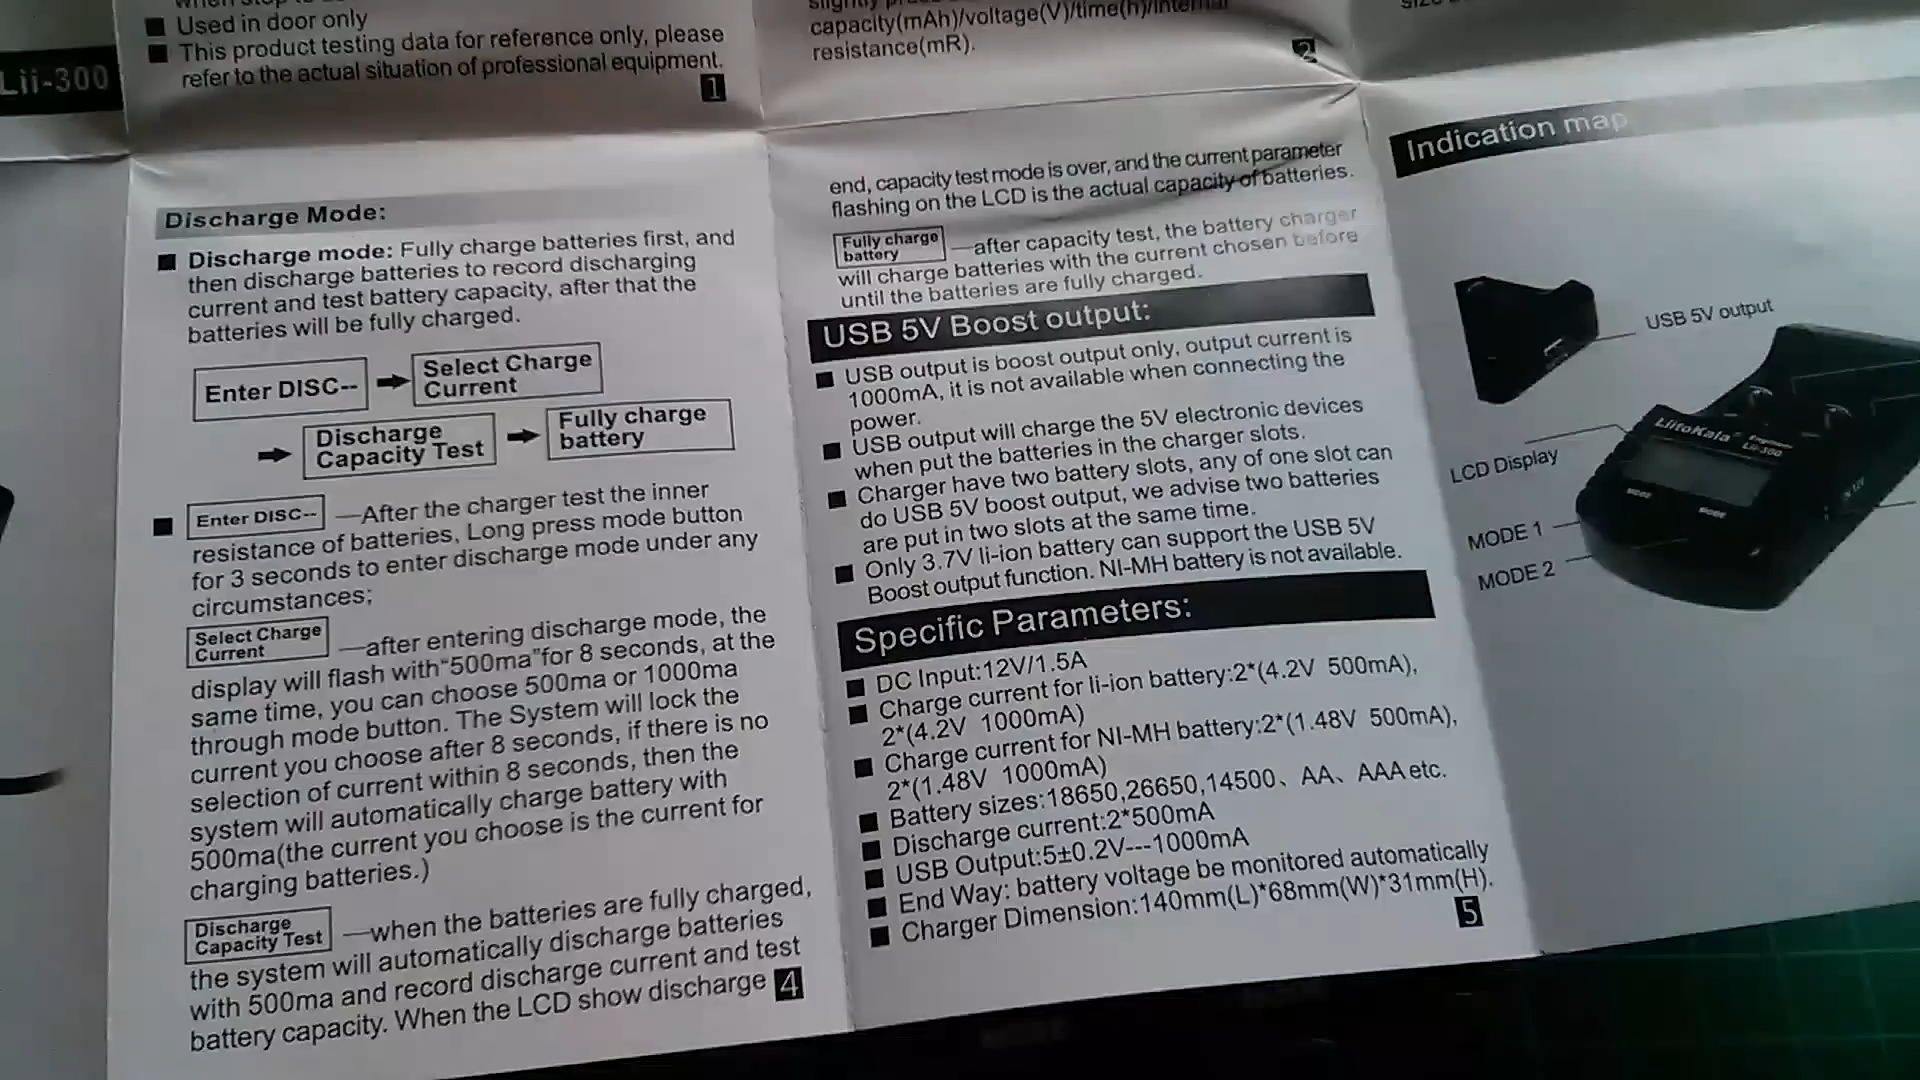 Lii-300
Used in door only
This product testing data for reference only, please
refer to the actual situation of professional equipment.
1
capacity(mAh)/voltage(V)/time(h)/internal
resistance(mR).
2
Discharge Mode:
Discharge mode: Fully charge batteries first, and
then discharge batteries to record discharging
current and test battery capacity, after that the
batteries will be fully charged.
Enter DISC--
Select Charge
Current
Discharge
Capacity Test
Fully charge
battery
Enter DISC-- —After the charger test the inner
resistance of batteries, Long press mode button
for 3 seconds to enter discharge mode under any
circumstances;
Select Charge
Current —after entering discharge mode, the
display will flash with“500ma”for 8 seconds, at the
same time, you can choose 500ma or 1000ma
through mode button. The System will lock the
current you choose after 8 seconds, if there is no
selection of current within 8 seconds, then the
system will automatically charge battery with
500ma(the current you choose is the current for
charging batteries.)
Discharge
Capacity Test —when the batteries are fully charged,
the system will automatically discharge batteries
with 500ma and record discharge current and test
battery capacity. When the LCD show discharge
4
end, capacity test mode is over, and the current parameter
flashing on the LCD is the actual capacity of batteries.
Fully charge
battery —after capacity test, the battery charger
will charge batteries with the current chosen before
until the batteries are fully charged.
USB 5V Boost output:
USB output is boost output only, output current is
1000mA, it is not available when connecting the
power.
USB output will charge the 5V electronic devices
when put the batteries in the charger slots.
Charger have two battery slots, any of one slot can
do USB 5V boost output, we advise two batteries
are put in two slots at the same time.
Only 3.7V li-ion battery can support the USB 5V
Boost output function. NI-MH battery is not available.
Specific Parameters:
DC Input:12V/1.5A
Charge current for li-ion battery:2*(4.2V 500mA),
2*(4.2V 1000mA)
Charge current for NI-MH battery:2*(1.48V 500mA),
2*(1.48V 1000mA)
Battery sizes:18650,26650,14500、AA、AAA etc.
Discharge current:2*500mA
USB Output:5±0.2V---1000mA
End Way: battery voltage be monitored automatically
Charger Dimension:140mm(L)*68mm(W)*31mm(H).
5
Indication map
USB 5V output
LiitoKala
Engineer
Lii-300
LCD Display
MODE
MODE
MODE 1
MODE 2